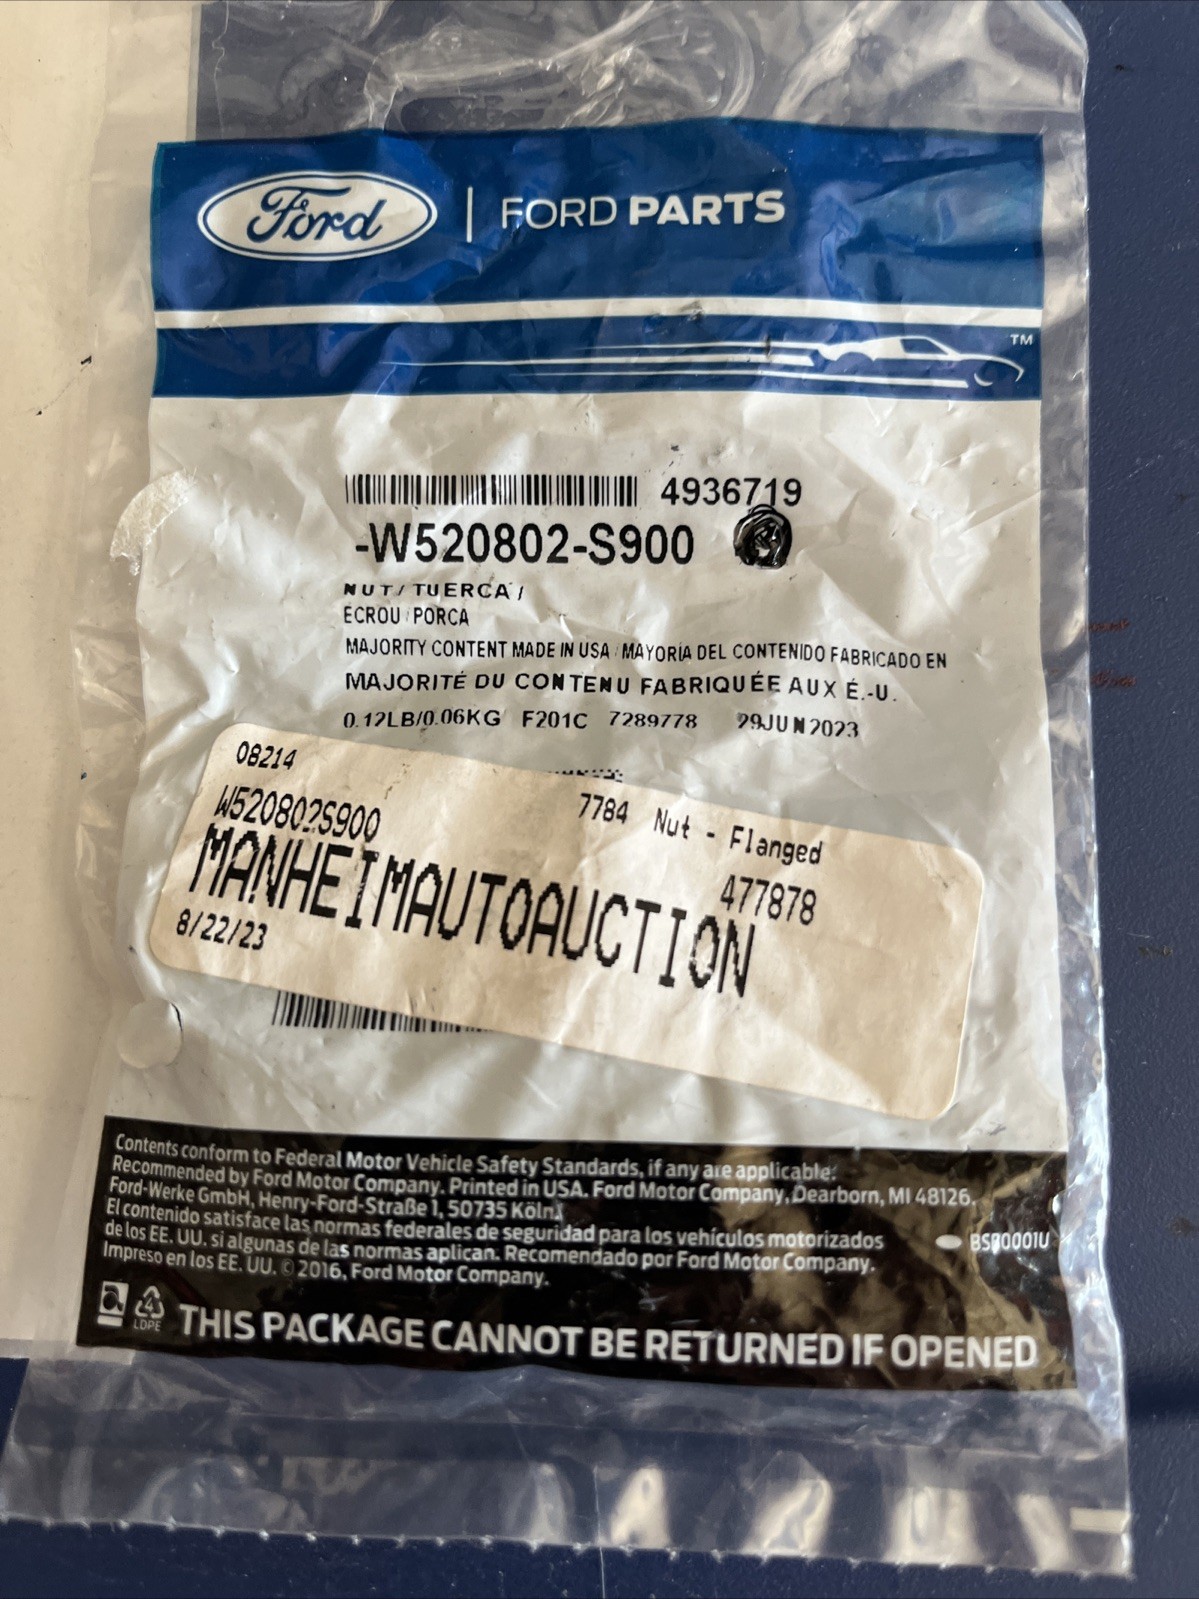 Ford | FORD PARTS
TM
4936719
-W520802-S900
NUT/TUERCA/
ECROU/PORCA
MAJORITY CONTENT MADE IN USA/MAYORÍA DEL CONTENIDO FABRICADO EN
MAJORITÉ DU CONTENU FABRIQUÉE AUX É.-U.
0.12LB/0.06KG F201C 7289778 29JUN2023
08214
W520802S900 7784 Nut - Flanged
MANHEIMAUTOAUCTION 477878
8/22/23
Contents conform to Federal Motor Vehicle Safety Standards, if any are applicable.
Recommended by Ford Motor Company. Printed in USA. Ford Motor Company, Dearborn, MI 48126.
Ford-Werke GmbH, Henry-Ford-Straße 1, 50735 Köln.
El contenido satisface las normas federales de seguridad para los vehículos motorizados
de los EE. UU. si algunas de las normas aplican. Recomendado por Ford Motor Company.
Impreso en los EE. UU. © 2016, Ford Motor Company.
4
LDPE
THIS PACKAGE CANNOT BE RETURNED IF OPENED